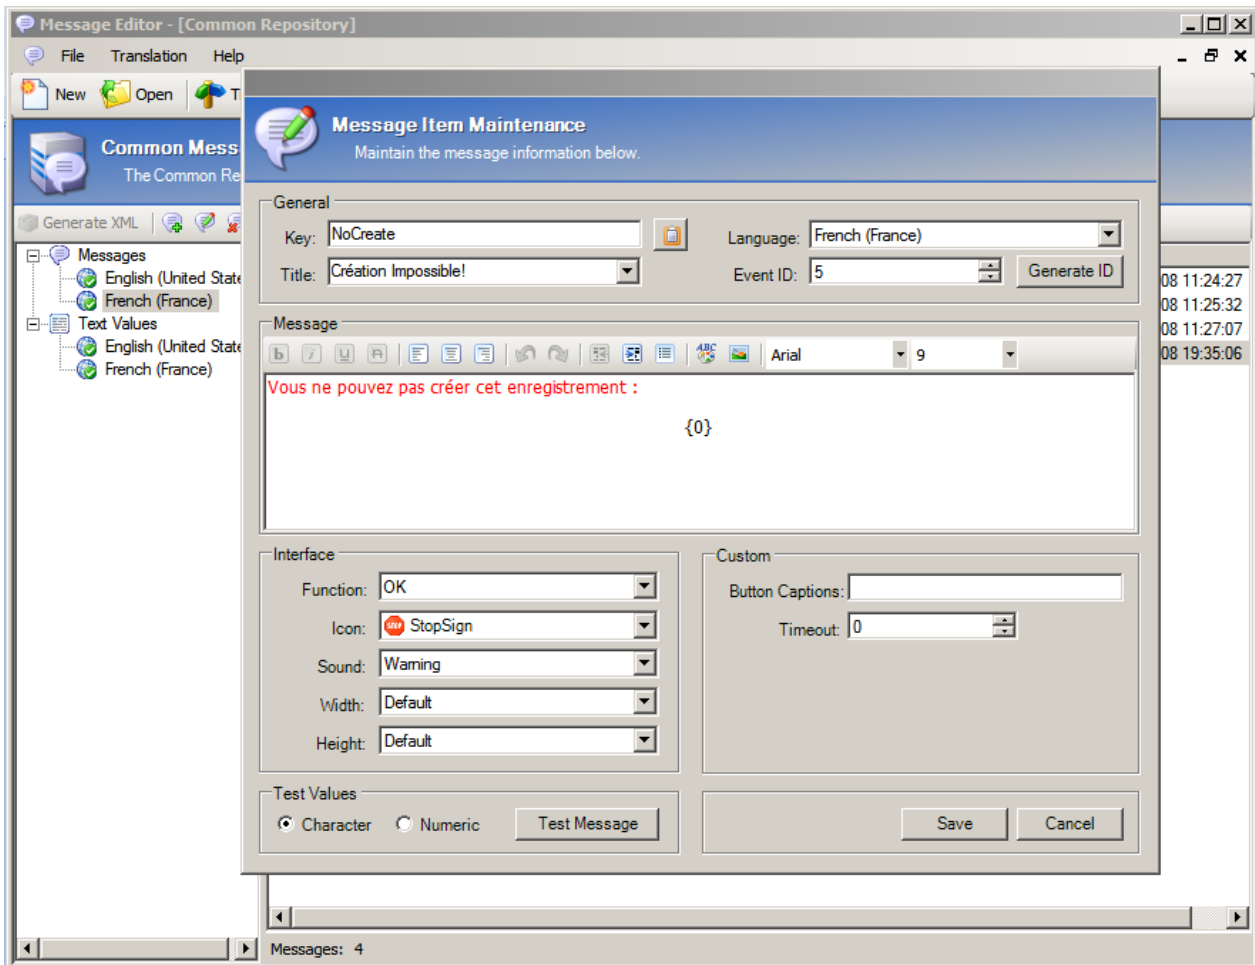 Message Editor - [Common Repository]
File Translation Help
New Open T
Common Mess
The Common Re
Generate XML
Messages
English (United State
French (France)
Text Values
English (United State
French (France)
Message Item Maintenance
Maintain the message information below.
General
Key: NoCreate
Language: French (France)
Title: Création Impossible!
Event ID: 5
Generate ID
Message
b i U A
ABC
Arial 9
Vous ne pouvez pas créer cet enregistrement :
{0}
Interface
Function: OK
Icon: STOP StopSign
Sound: Warning
Width: Default
Height: Default
Custom
Button Captions:
Timeout: 0
Test Values
Character Numeric Test Message
Save Cancel
08 11:24:27
08 11:25:32
08 11:27:07
08 19:35:06
Messages: 4